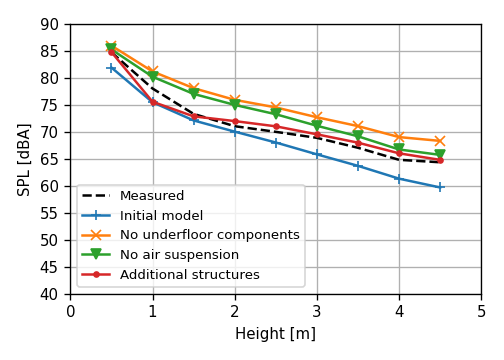 90
85
80
75
70
65
60
55
50
45
40
SPL [dBA]
Measured
Initial model
No underfloor components
No air suspension
Additional structures
0 1 2 3 4 5
Height [m]